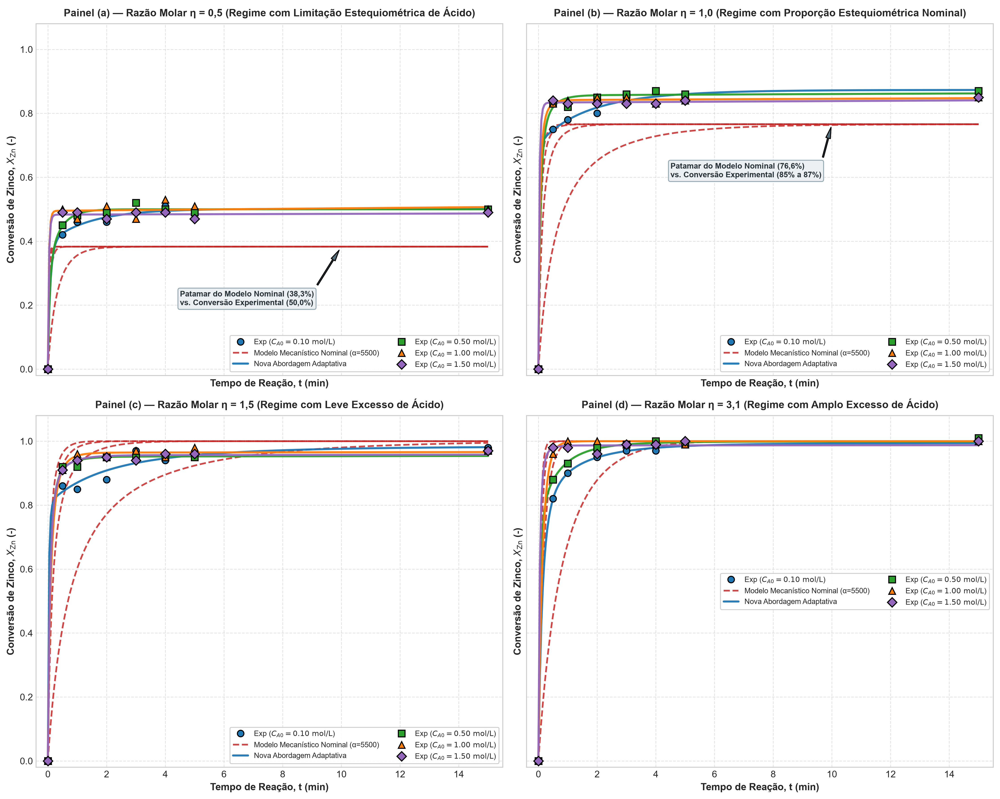 Painel (a) — Razão Molar η = 0,5 (Regime com Limitação Estequiométrica de Ácido)
Conversão de Zinco, X_Zn (-)
1.0
0.8
0.6
0.4
0.2
0.0
Patamar do Modelo Nominal (38,3%)
vs. Conversão Experimental (50,0%)
Exp (C_A0 = 0.10 mol/L)
Modelo Mecanístico Nominal (α=5500)
Nova Abordagem Adaptativa
Exp (C_A0 = 0.50 mol/L)
Exp (C_A0 = 1.00 mol/L)
Exp (C_A0 = 1.50 mol/L)
Tempo de Reação, t (min)
Painel (b) — Razão Molar η = 1,0 (Regime com Proporção Estequiométrica Nominal)
Conversão de Zinco, X_Zn (-)
Patamar do Modelo Nominal (76,6%)
vs. Conversão Experimental (85% a 87%)
Exp (C_A0 = 0.10 mol/L)
Modelo Mecanístico Nominal (α=5500)
Nova Abordagem Adaptativa
Exp (C_A0 = 0.50 mol/L)
Exp (C_A0 = 1.00 mol/L)
Exp (C_A0 = 1.50 mol/L)
Tempo de Reação, t (min)
Painel (c) — Razão Molar η = 1,5 (Regime com Leve Excesso de Ácido)
Conversão de Zinco, X_Zn (-)
1.0
0.8
0.6
0.4
0.2
0.0
Exp (C_A0 = 0.10 mol/L)
Modelo Mecanístico Nominal (α=5500)
Nova Abordagem Adaptativa
Exp (C_A0 = 0.50 mol/L)
Exp (C_A0 = 1.00 mol/L)
Exp (C_A0 = 1.50 mol/L)
0 2 4 6 8 10 12 14
Tempo de Reação, t (min)
Painel (d) — Razão Molar η = 3,1 (Regime com Amplo Excesso de Ácido)
Conversão de Zinco, X_Zn (-)
Exp (C_A0 = 0.10 mol/L)
Modelo Mecanístico Nominal (α=5500)
Nova Abordagem Adaptativa
Exp (C_A0 = 0.50 mol/L)
Exp (C_A0 = 1.00 mol/L)
Exp (C_A0 = 1.50 mol/L)
0 2 4 6 8 10 12 14
Tempo de Reação, t (min)